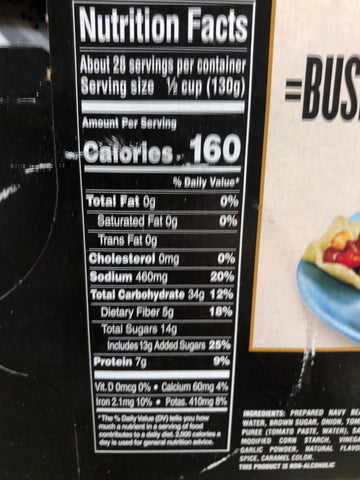 Nutrition Facts
About 28 servings per container
Serving size ½ cup (130g)
Amount Per Serving
Calories 160
% Daily Value*
Total Fat 0g 0%
Saturated Fat 0g 0%
Trans Fat 0g
Cholesterol 0mg 0%
Sodium 460mg 20%
Total Carbohydrate 34g 12%
Dietary Fiber 5g 18%
Total Sugars 14g
Includes 13g Added Sugars 25%
Protein 7g 9%
Vit. D 0mcg 0% • Calcium 60mg 4%
Iron 2.1mg 10% • Potas. 410mg 8%
*The % Daily Value (DV) tells you how
much a nutrient in a serving of food
contributes to a daily diet. 2,000 calories a
day is used for general nutrition advice.
=BUS
INGREDIENTS: PREPARED NAVY BE
WATER, BROWN SUGAR, ONION, TOM
PUREE (TOMATO PASTE, WATER), SA
MODIFIED CORN STARCH, VINEGA
GARLIC POWDER, NATURAL FLAVO
SPICE, CARAMEL COLOR.
THIS PRODUCT IS NON-ALCOHOLIC